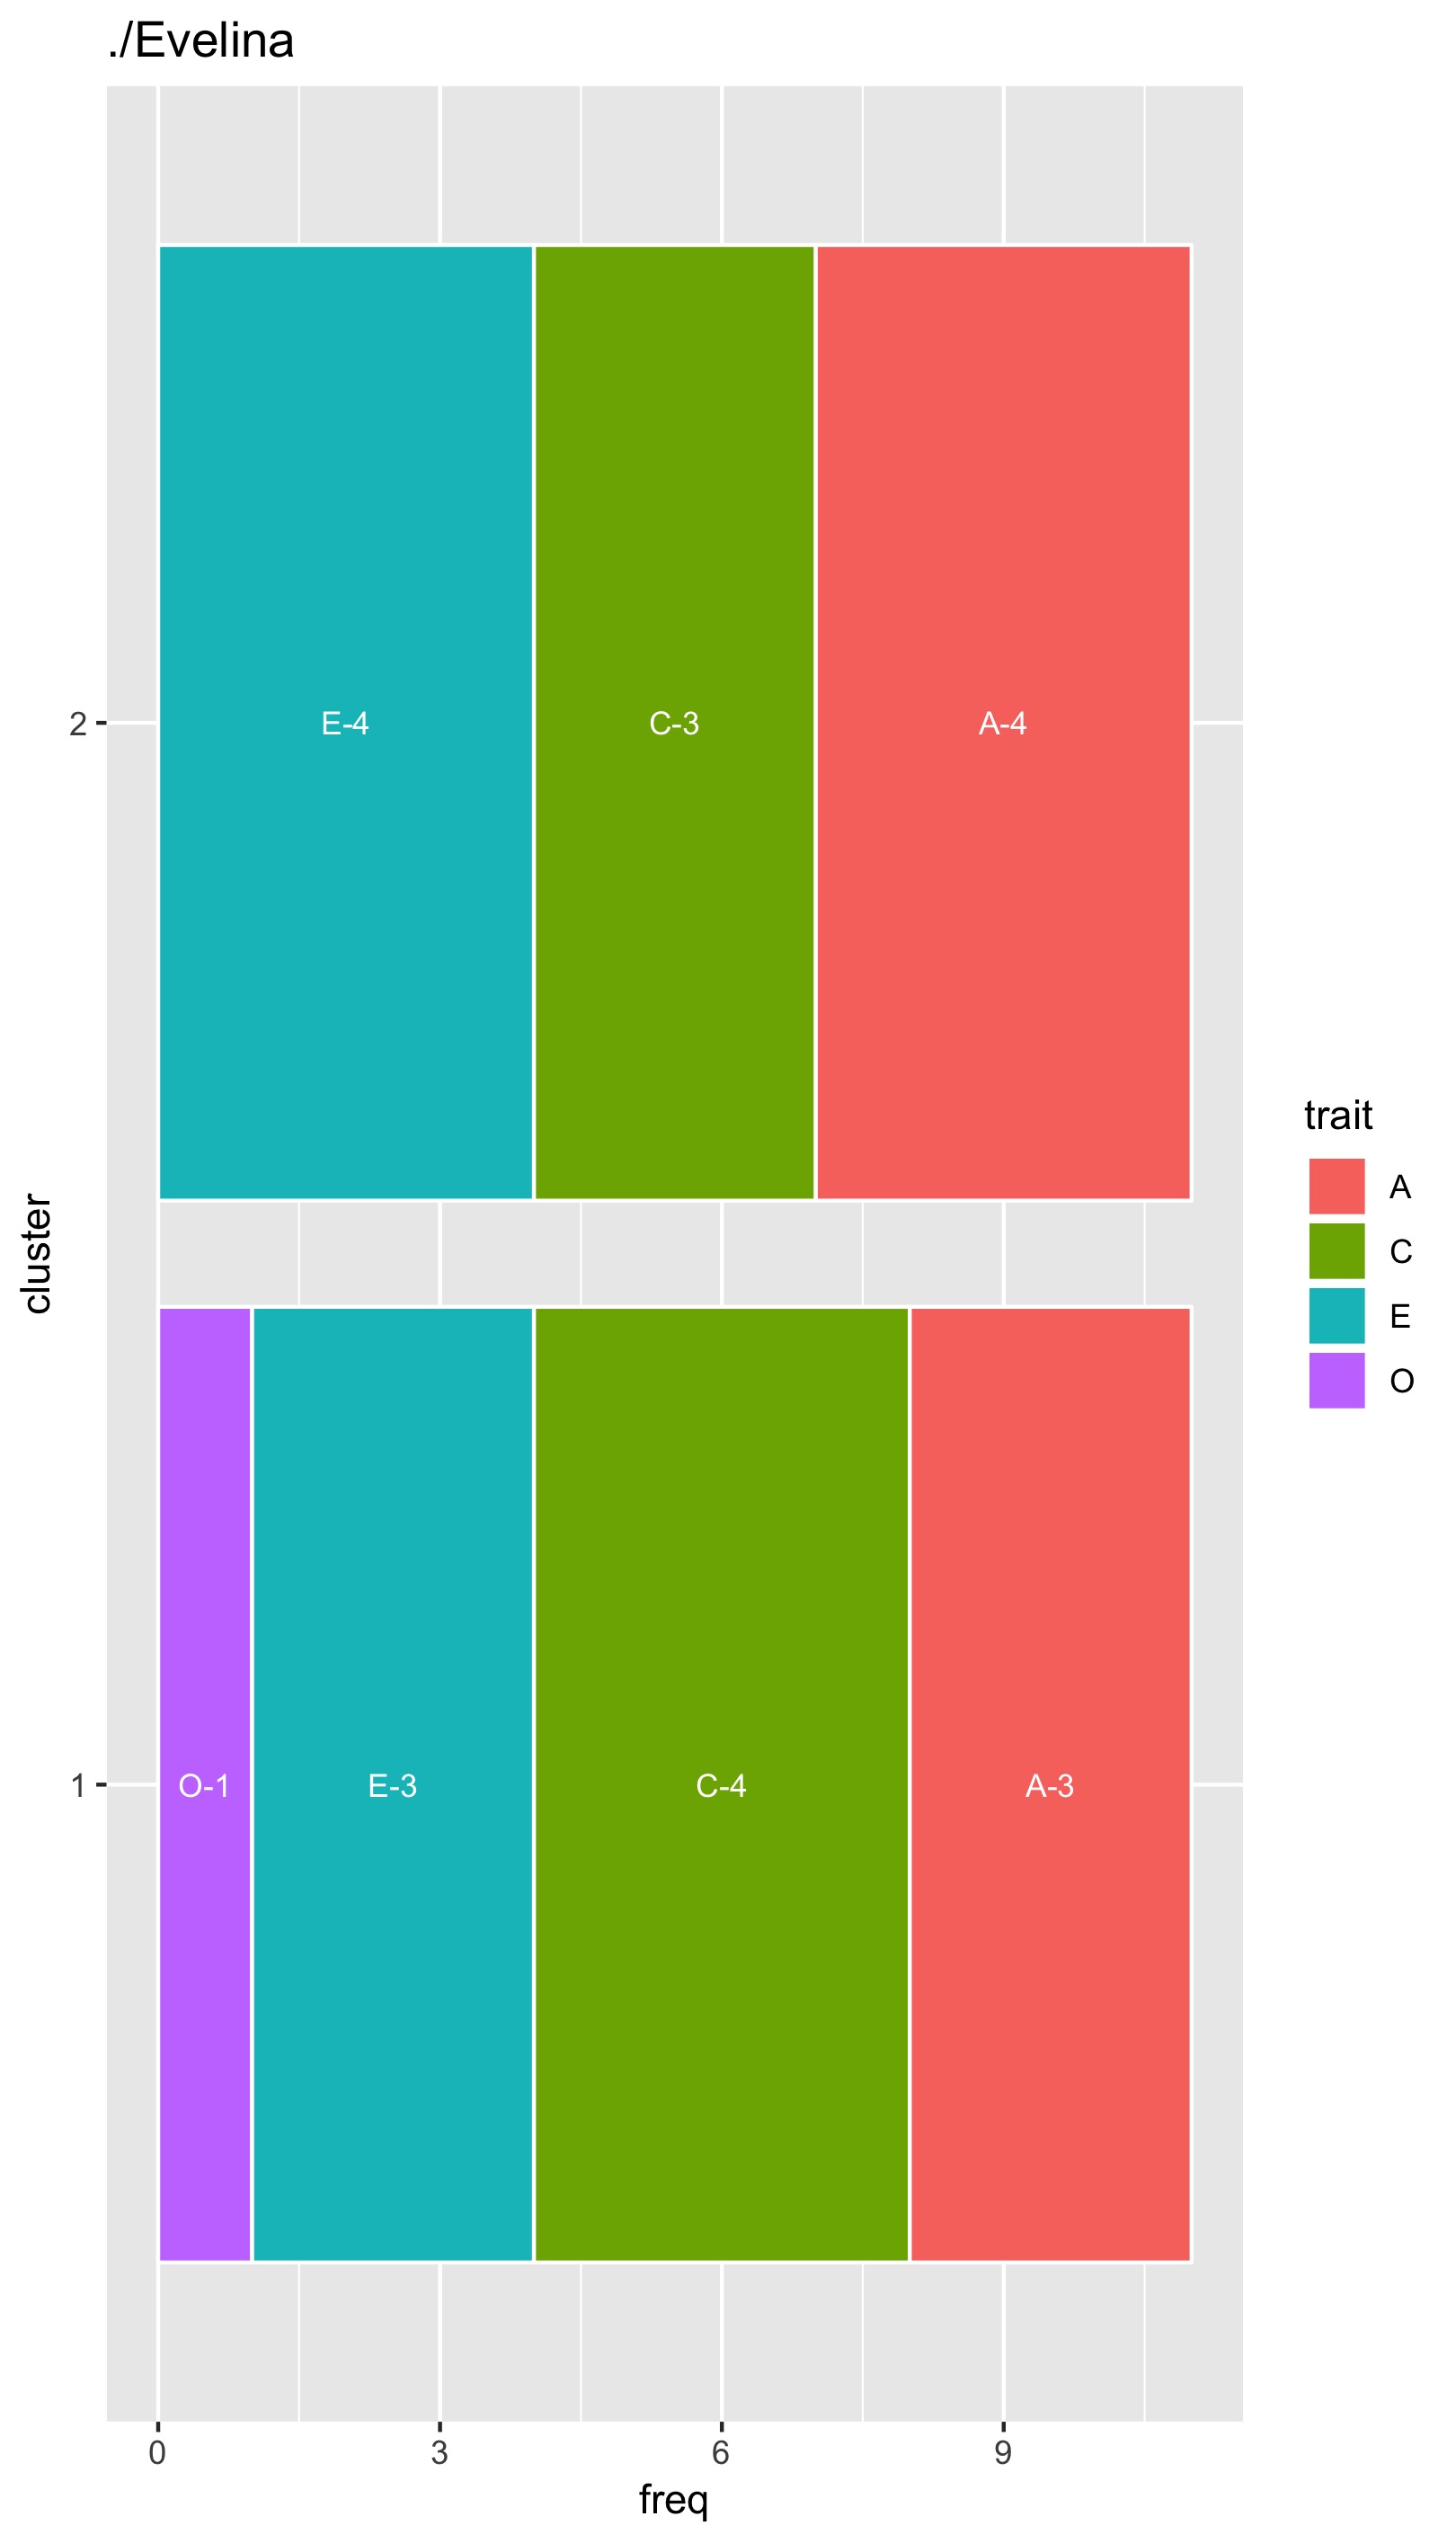 ./Evelina
cluster
2
E-4
C-3
A-4
1
O-1
E-3
C-4
A-3
0
3
6
9
freq
trait
A
C
E
O